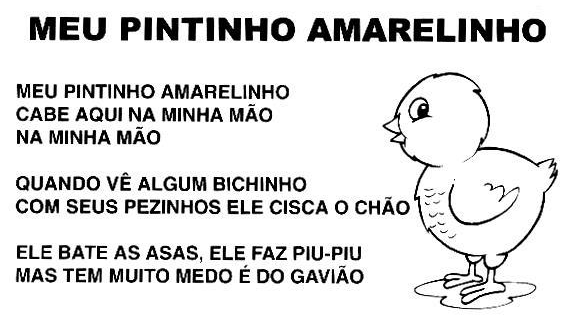 MEU PINTINHO AMARELINHO
MEU PINTINHO AMARELINHO
CABE AQUI NA MINHA MÃO
NA MINHA MÃO
QUANDO VÊ ALGUM BICHINHO
COM SEUS PEZINHOS ELE CISCA O CHÃO
ELE BATE AS ASAS, ELE FAZ PIU-PIU
MAS TEM MUITO MEDO É DO GAVIÃO